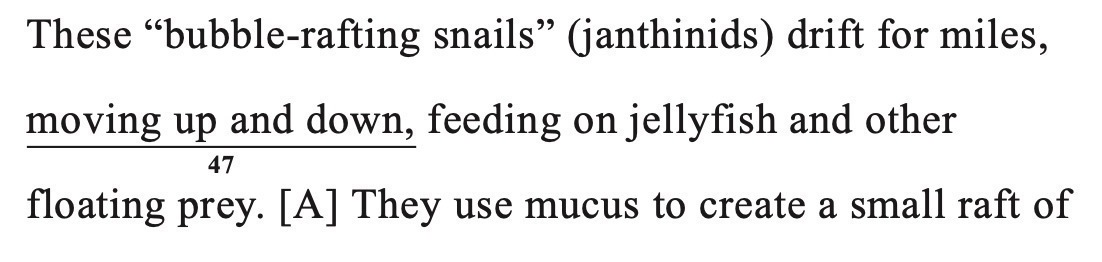 These “bubble-rafting snails” (janthinids) drift for miles,
moving up and down, feeding on jellyfish and other
47
floating prey. [A] They use mucus to create a small raft of